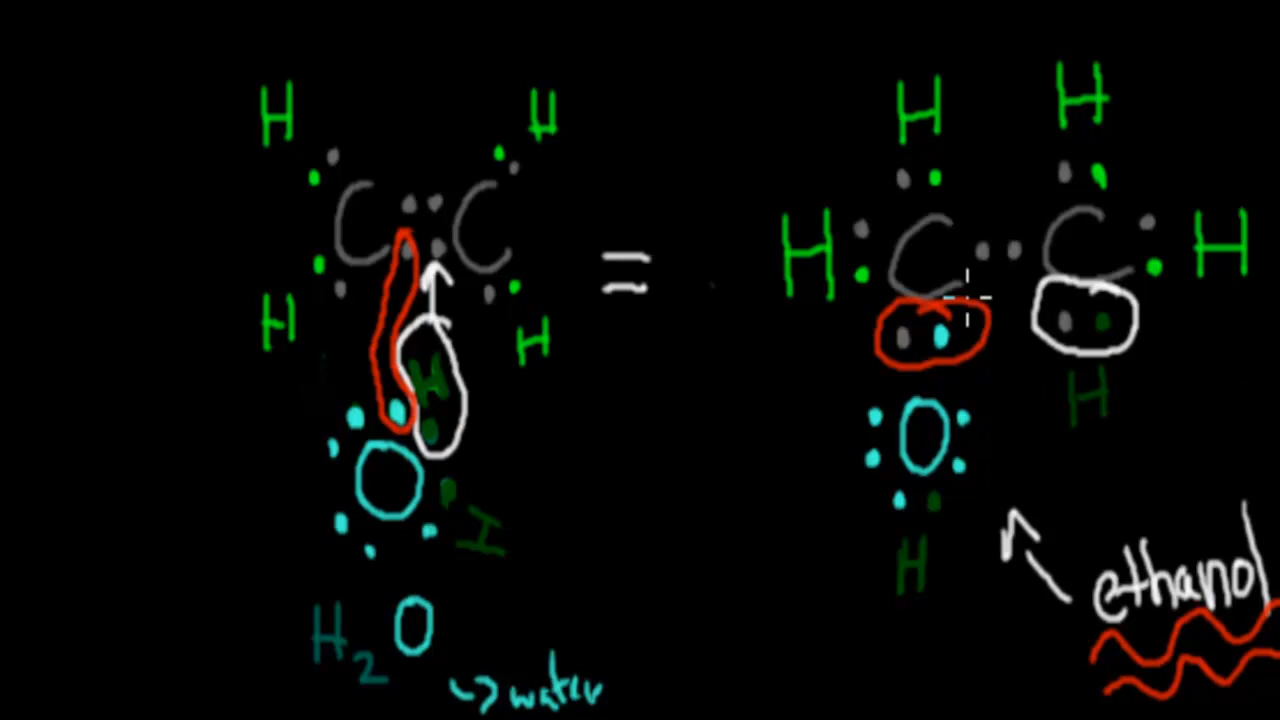 H H H H
C C = H C C H
H H
H H
O H
H
H₂O
→ water
ethanol